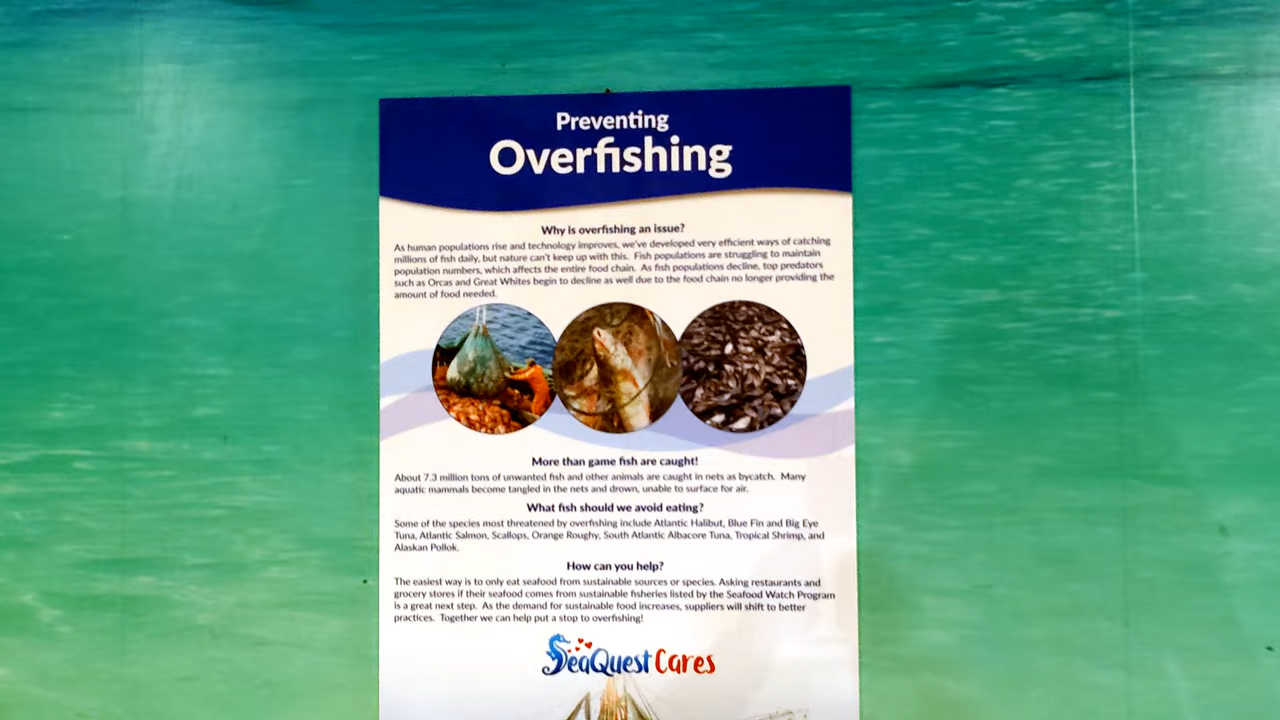 Preventing
Overfishing
Why is overfishing an issue?
As human populations rise and technology improves, we've developed very efficient ways of catching
millions of fish daily, but nature can't keep up with this. Fish populations are struggling to maintain
population numbers, which affects the entire food chain. As fish populations decline, top predators
such as Orcas and Great Whites begin to decline as well due to the food chain no longer providing the
amount of food needed.
More than game fish are caught!
About 7.3 million tons of unwanted fish and other animals are caught in nets as bycatch. Many
aquatic mammals become tangled in the nets and drown, unable to surface for air.
What fish should we avoid eating?
Some of the species most threatened by overfishing include Atlantic Halibut, Blue Fin and Big Eye
Tuna, Atlantic Salmon, Scallops, Orange Roughy, South Atlantic Albacore Tuna, Tropical Shrimp, and
Alaskan Pollok.
How can you help?
The easiest way is to only eat seafood from sustainable sources or species. Asking restaurants and
grocery stores if their seafood comes from sustainable fisheries listed by the Seafood Watch Program
is a great next step. As the demand for sustainable food increases, suppliers will shift to better
practices. Together we can help put a stop to overfishing!
SeaQuest Cares